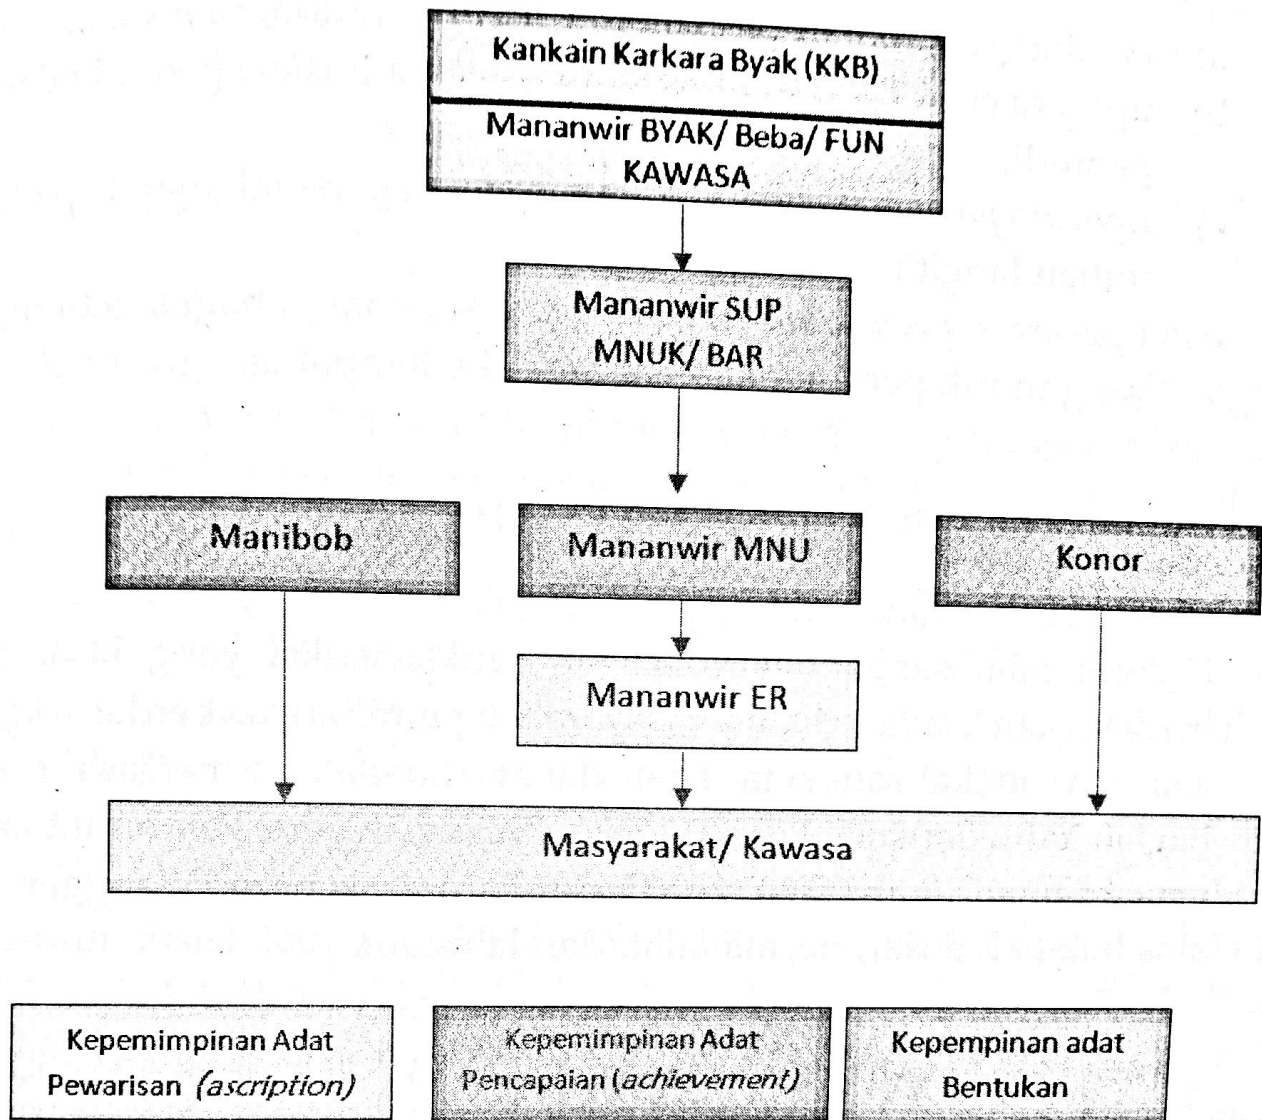 Kankain Karkara Byak (KKB)
Mananwir BYAK/ Beba/ FUN
KAWASA
Mananwir SUP
MNUK/ BAR
Manibob
Mananwir MNU
Konor
Mananwir ER
Masyarakat/ Kawasa
Kepemimpinan Adat
Pewarisan (ascription)
Kepemimpinan Adat
Pencapaian (achievement)
Kepempinan adat
Bentukan